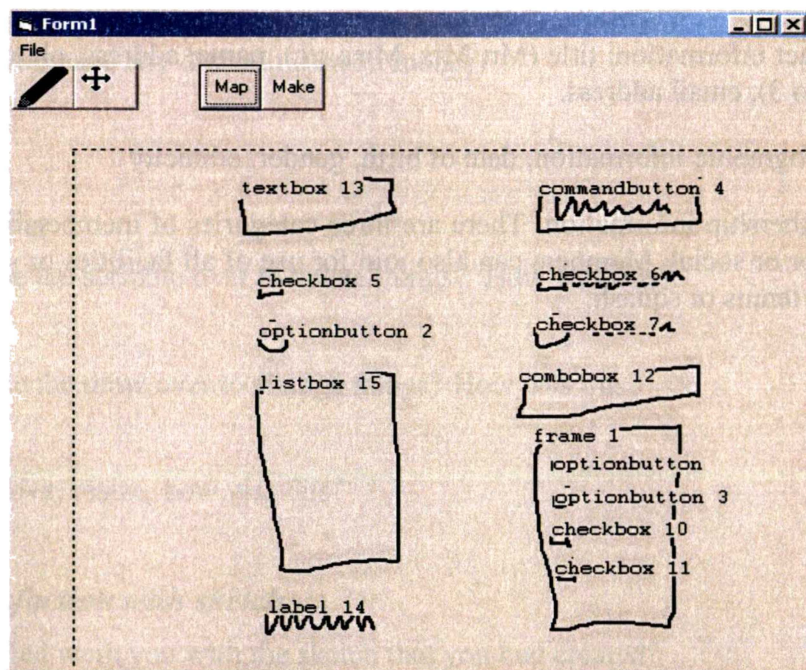 Form1
File
Map Make
textbox 13 commandbutton 4
checkbox 5 checkbox 6
optionbutton 2 checkbox 7
listbox 15 combobox 12
frame 1
optionbutton
optionbutton 3
checkbox 10
checkbox 11
label 14